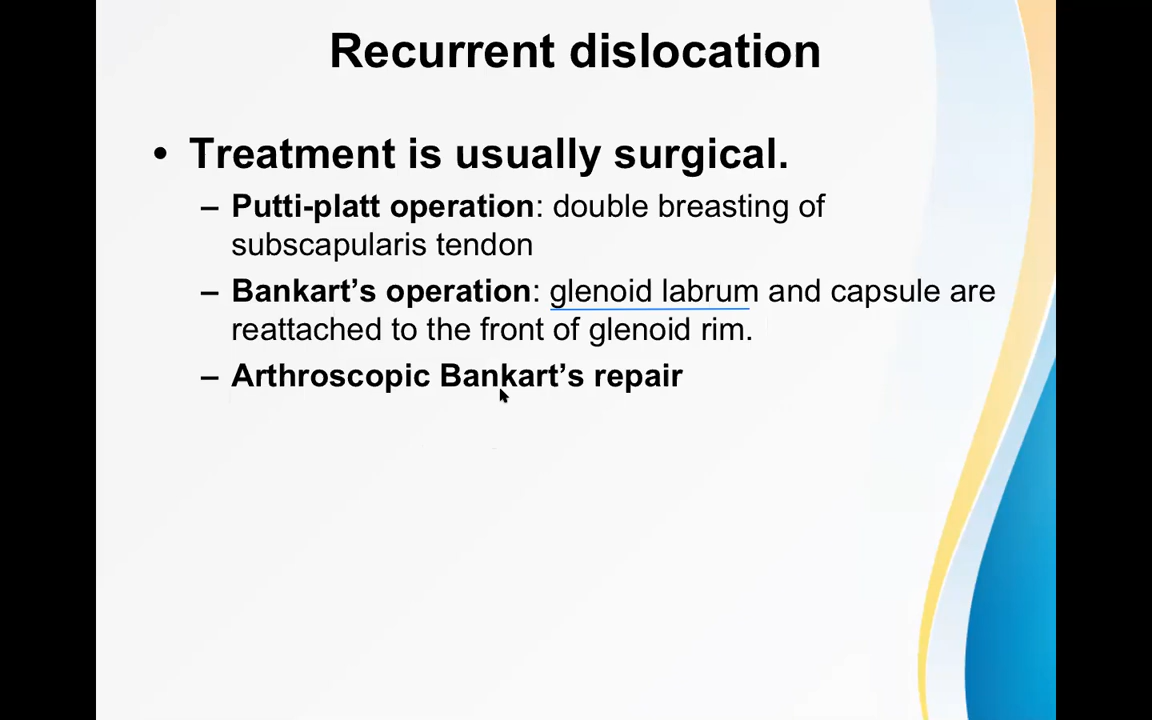 Recurrent dislocation
• Treatment is usually surgical.
– Putti-platt operation: double breasting of
subscapularis tendon
– Bankart’s operation: glenoid labrum and capsule are
reattached to the front of glenoid rim.
– Arthroscopic Bankart’s repair